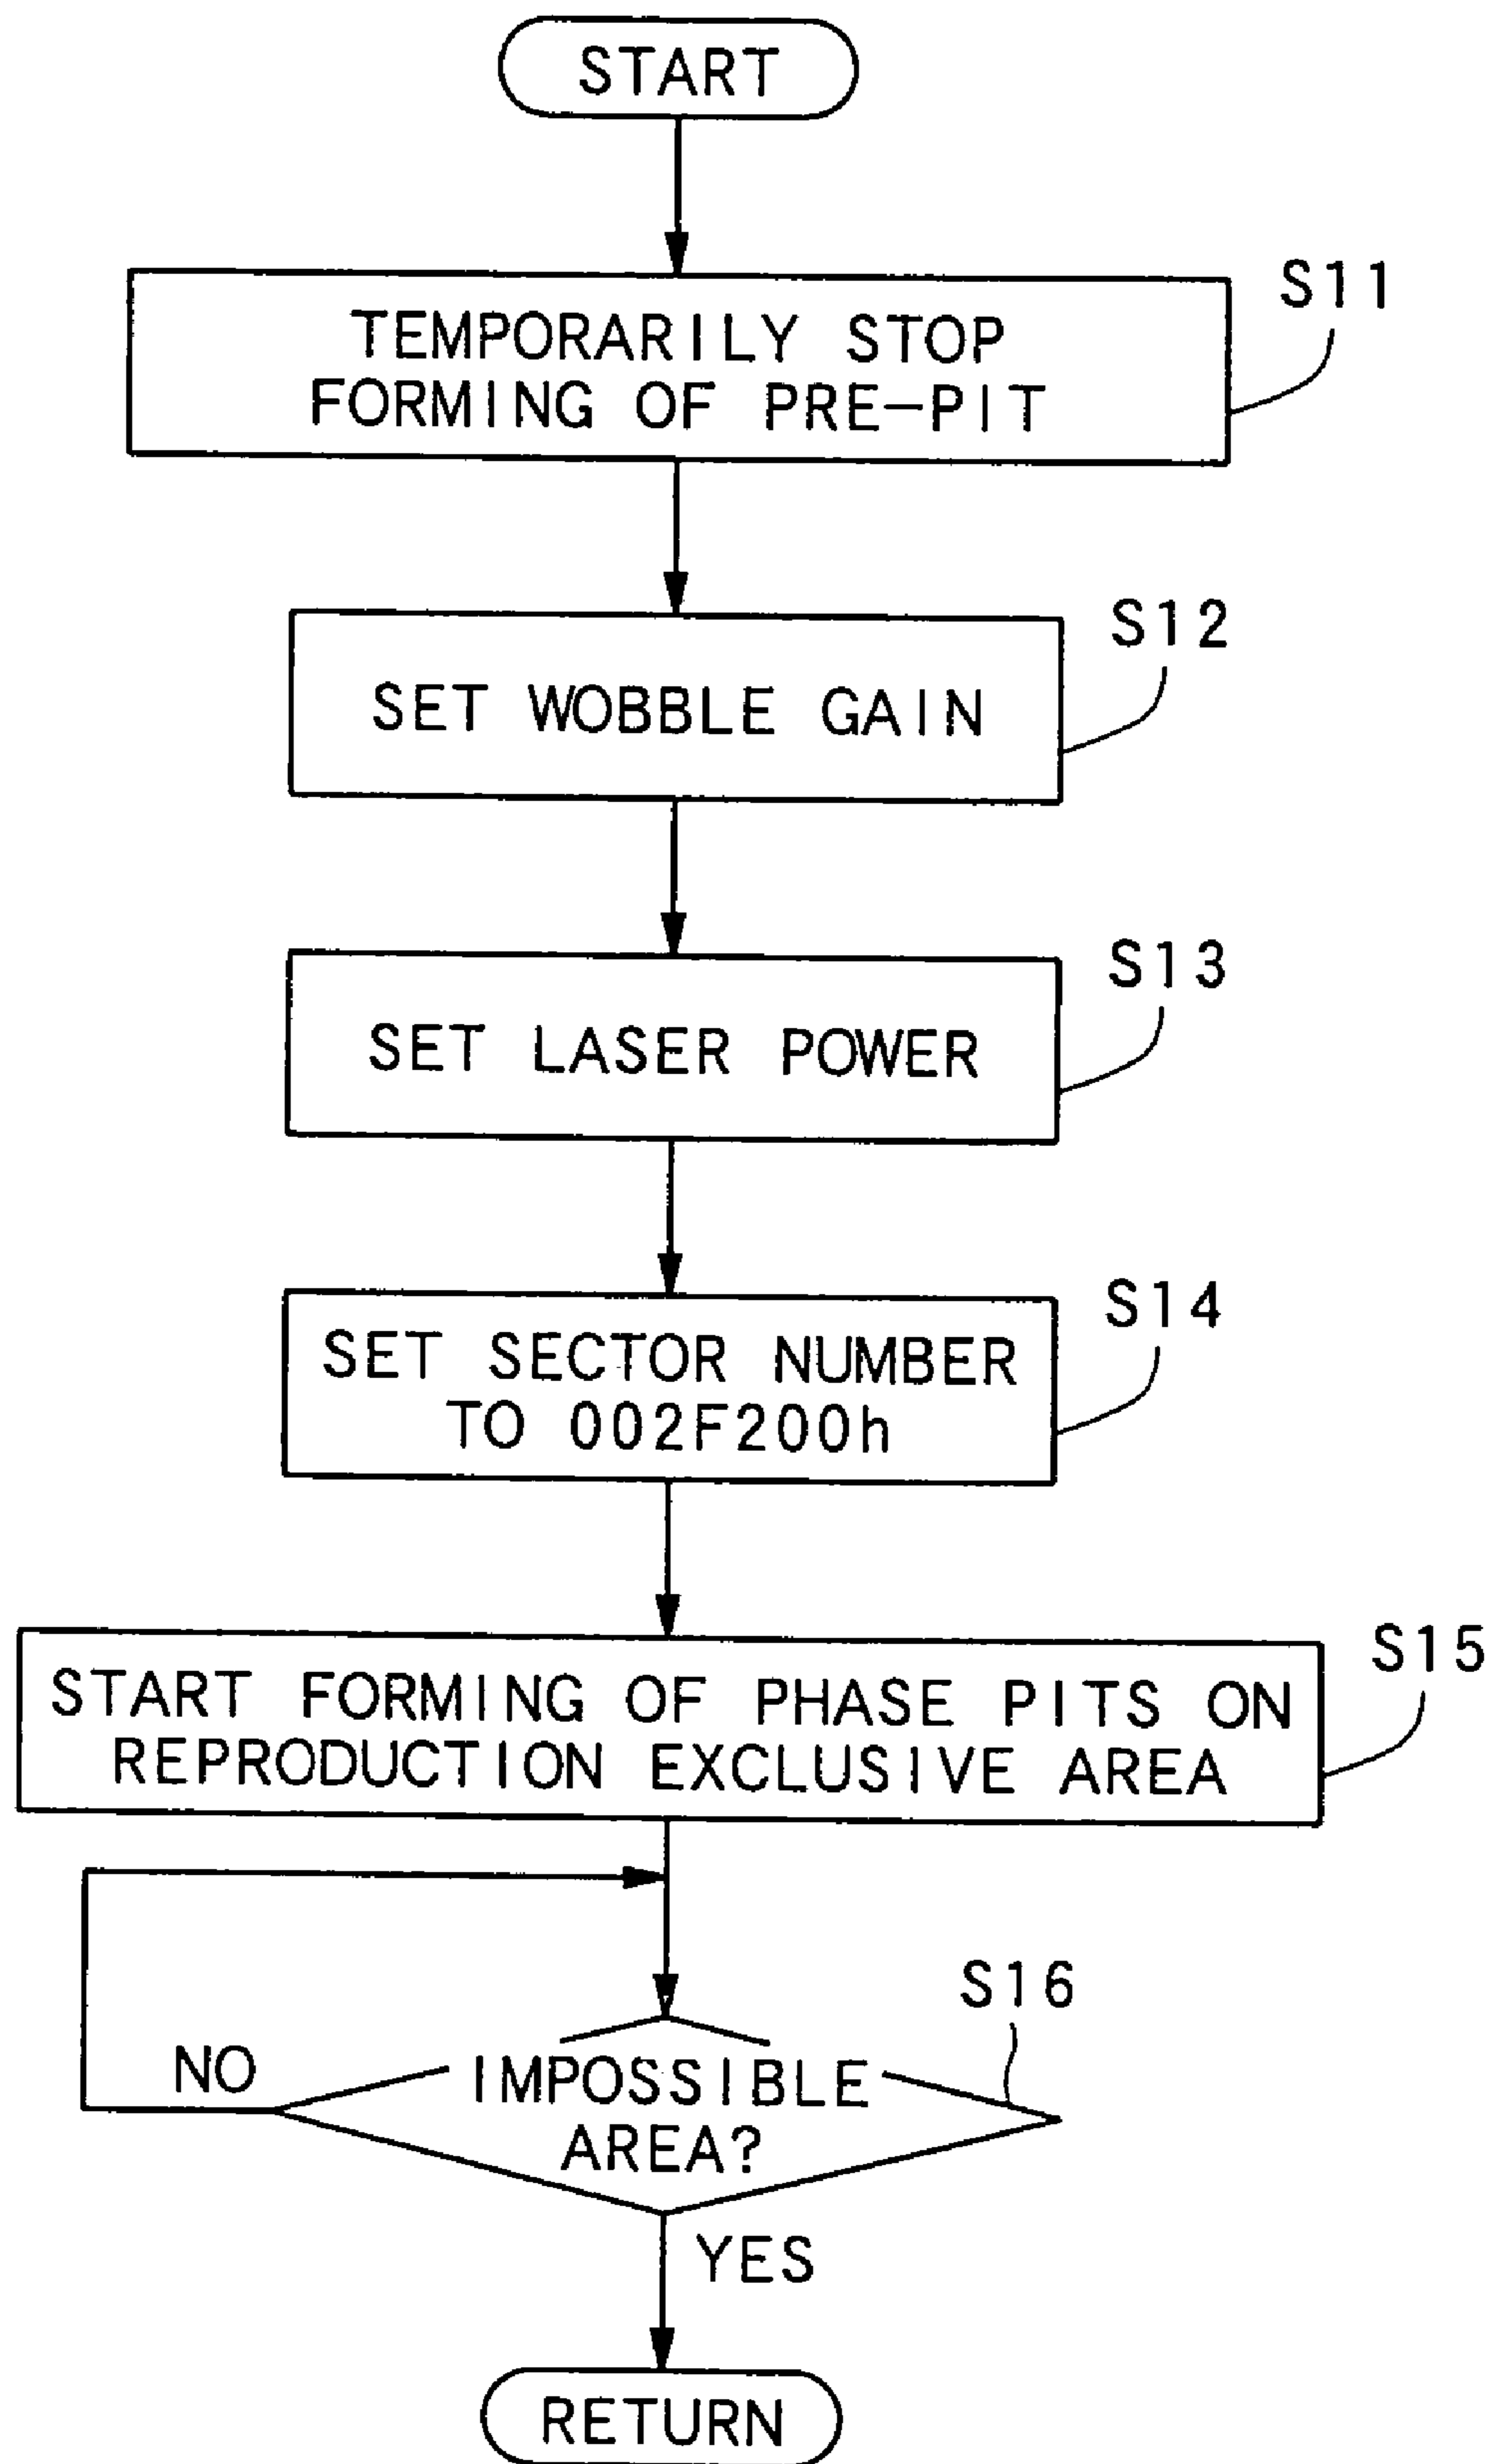 START
S11
TEMPORARILY STOP
FORMING OF PRE-PIT
S12
SET WOBBLE GAIN
S13
SET LASER POWER
S14
SET SECTOR NUMBER
TO 002F200h
S15
START FORMING OF PHASE PITS ON
REPRODUCTION EXCLUSIVE AREA
S16
NO
IMPOSSIBLE
AREA?
YES
RETURN